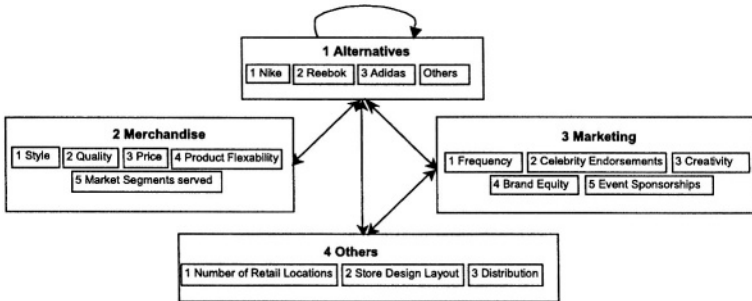 1 Alternatives
1 Nike 2 Reebok 3 Adidas Others
2 Merchandise
1 Style 2 Quality 3 Price 4 Product Flexability
5 Market Segments served
3 Marketing
1 Frequency 2 Celebrity Endorsements 3 Creativity
4 Brand Equity 5 Event Sponsorships
4 Others
1 Number of Retail Locations 2 Store Design Layout 3 Distribution